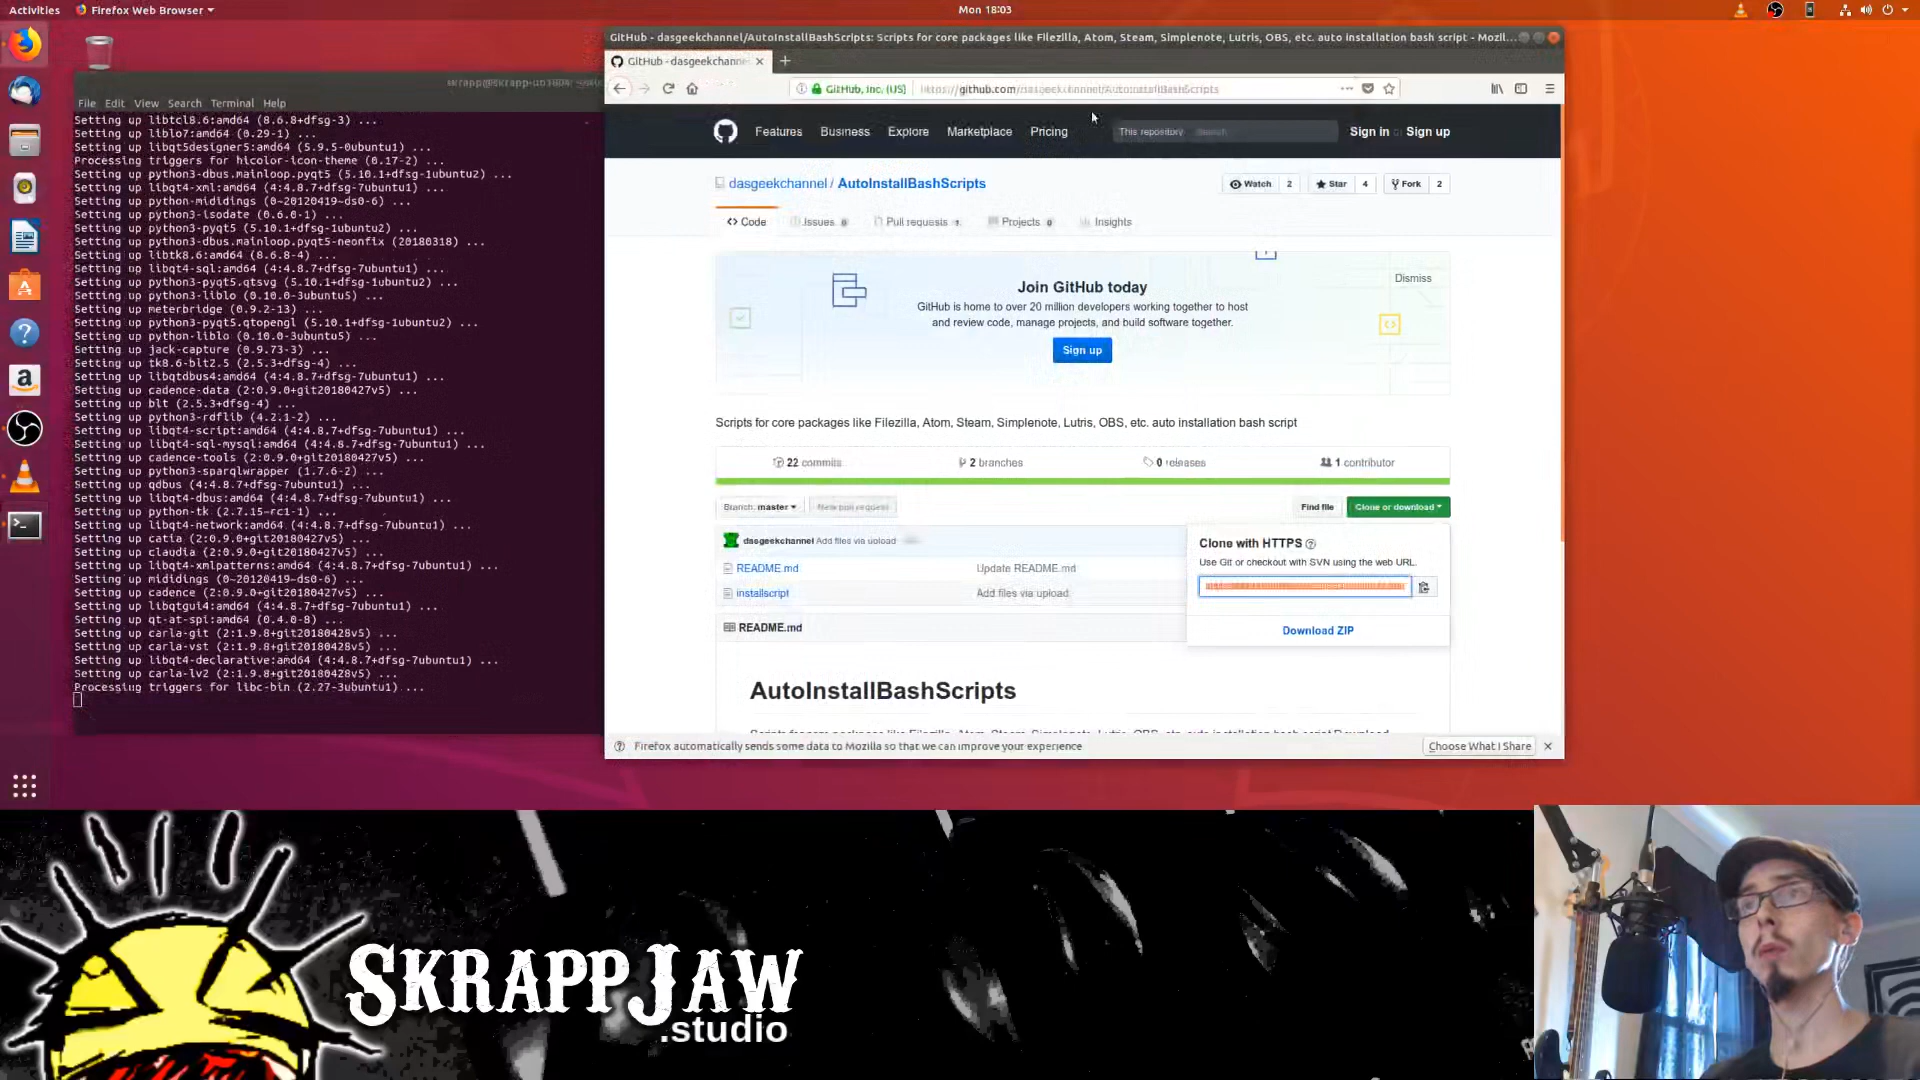 Activities
Firefox Web Browser
Mon 18:03
File Edit View Search Terminal Help
Setting up libtcl8.6:amd64 (8.6.8+dfsg-3) ...
Setting up liblo7:amd64 (0.29-1) ...
Setting up libqt5designer5:amd64 (5.9.5-0ubuntu1) ...
Processing triggers for hicolor-icon-theme (0.17-2) ...
Setting up python3-dbus.mainloop.pyqt5 (5.10.1+dfsg-1ubuntu2) ...
Setting up libqt4-xml:amd64 (4:4.8.7+dfsg-7ubuntu1) ...
Setting up python-mididings (0~20120419~ds0-6) ...
Setting up python3-isodate (0.6.0-1) ...
Setting up python3-pyqt5 (5.10.1+dfsg-1ubuntu2) ...
Setting up python3-dbus.mainloop.pyqt5-neonfix (20180318) ...
Setting up libtk8.6:amd64 (8.6.8-4) ...
Setting up libqt4-sql:amd64 (4:4.8.7+dfsg-7ubuntu1) ...
Setting up python3-pyqt5.qtsvg (5.10.1+dfsg-1ubuntu2) ...
Setting up python3-liblo (0.10.0-3ubuntu5) ...
Setting up meterbridge (0.9.2-13) ...
Setting up python3-pyqt5.qtopengl (5.10.1+dfsg-1ubuntu2) ...
Setting up python-liblo (0.10.0-3ubuntu5) ...
Setting up jack-capture (0.9.73-3) ...
Setting up tk8.6-blt2.5 (2.5.3+dfsg-4) ...
Setting up libqtdbus4:amd64 (4:4.8.7+dfsg-7ubuntu1) ...
Setting up cadence-data (2:0.9.0+git20180427v5) ...
Setting up blt (2.5.3+dfsg-4) ...
Setting up python3-rdflib (4.2.1-2) ...
Setting up libqt4-script:amd64 (4:4.8.7+dfsg-7ubuntu1) ...
Setting up libqt4-sql-mysql:amd64 (4:4.8.7+dfsg-7ubuntu1) ...
Setting up cadence-tools (2:0.9.0+git20180427v5) ...
Setting up python3-sparqlwrapper (1.7.6-2) ...
Setting up qdbus (4:4.8.7+dfsg-7ubuntu1) ...
Setting up libqt4-dbus:amd64 (4:4.8.7+dfsg-7ubuntu1) ...
Setting up python-tk (2.7.15~rc1-1) ...
Setting up libqt4-network:amd64 (4:4.8.7+dfsg-7ubuntu1) ...
Setting up catia (2:0.9.0+git20180427v5) ...
Setting up claudia (2:0.9.0+git20180427v5) ...
Setting up libqt4-xmlpatterns:amd64 (4:4.8.7+dfsg-7ubuntu1) ...
Setting up mididings (0~20120419~ds0-6) ...
Setting up cadence (2:0.9.0+git20180427v5) ...
Setting up libqtgui4:amd64 (4:4.8.7+dfsg-7ubuntu1) ...
Setting up qt-at-spi:amd64 (0.4.0-8) ...
Setting up carla-git (2:1.9.8+git20180428v5) ...
Setting up carla-vst (2:1.9.8+git20180428v5) ...
Setting up libqt4-declarative:amd64 (4:4.8.7+dfsg-7ubuntu1) ...
Setting up carla-lv2 (2:1.9.8+git20180428v5) ...
Processing triggers for libc-bin (2.27-3ubuntu1) ...
GitHub - dasgeekchannel/AutoInstallBashScripts: Scripts for core packages like Filezilla, Atom, Steam, Simplenote, Lutris, OBS, etc. auto installation bash script - Mozil...
GitHub - dasgeekchannel
GitHub, Inc. (US)
https://github.com/dasgeekchannel/AutoInstallBashScripts
Features Business Explore Marketplace Pricing
This repository Search
Sign in or Sign up
dasgeekchannel / AutoInstallBashScripts
Watch 2 Star 4 Fork 2
Code Issues 0 Pull requests 1 Projects 0 Insights
Join GitHub today
Dismiss
GitHub is home to over 20 million developers working together to host
and review code, manage projects, and build software together.
Sign up
Scripts for core packages like Filezilla, Atom, Steam, Simplenote, Lutris, OBS, etc. auto installation bash script
22 commits 2 branches 0 releases 1 contributor
Branch: master New pull request Find file Clone or download
dasgeekchannel Add files via upload
README.md Update README.md
installscript Add files via upload
Clone with HTTPS
Use Git or checkout with SVN using the web URL.
Download ZIP
README.md
AutoInstallBashScripts
Firefox automatically sends some data to Mozilla so that we can improve your experience
Choose What I Share
SKRAPPJAW
.studio